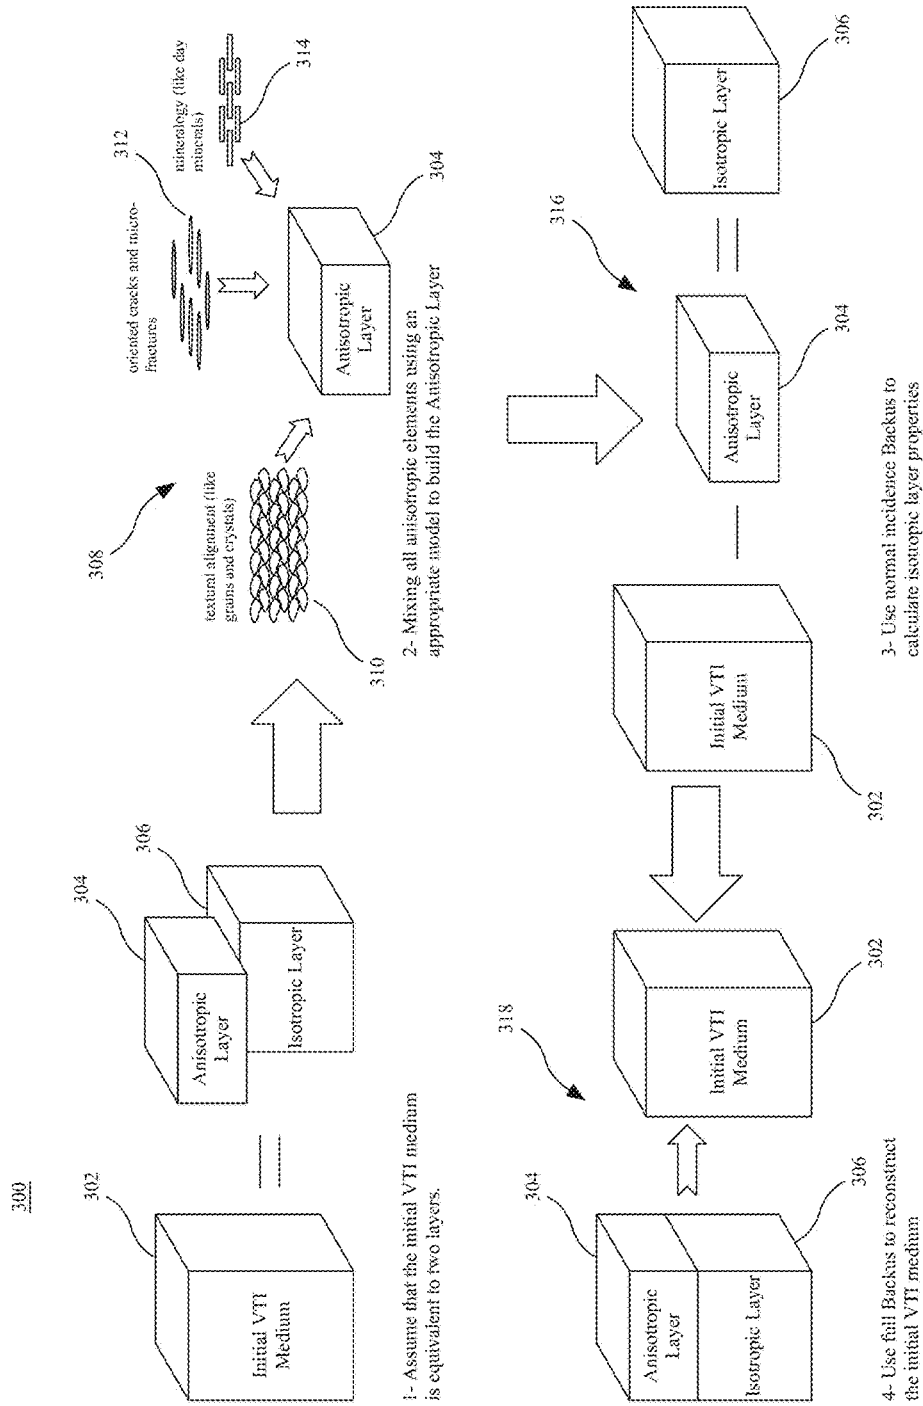 300
302
Initial VTI
Medium
304
306
Anisotropic
Layer
Isotropic Layer
1- Assume that the initial VTI medium
is equivalent to two layers.
308
textural alignment (like
grains and crystals)
310
oriented cracks and micro-
fractures
312
mineralogy (like day
minerals)
314
Anisotropic
Layer
304
2- Mixing all anisotropic elements using an
appropriate model to build the Anisotropic Layer
316
Initial VTI
Medium
302
Anisotropic
Layer
304
Isotropic Layer
306
3- Use normal incidence Backus to
calculate isotropic layer properties
318
304
Anisotropic
Layer
Isotropic Layer
306
Initial VTI
Medium
302
4- Use full Backus to reconstruct
the initial VTI medium